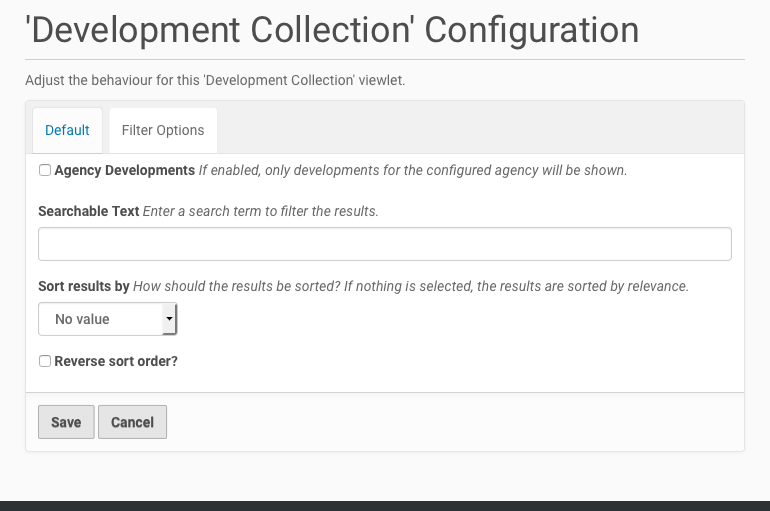 'Development Collection' Configuration
Adjust the behaviour for this 'Development Collection' viewlet.
Default Filter Options
Agency Developments If enabled, only developments for the configured agency will be shown.
Searchable Text Enter a search term to filter the results.
Sort results by How should the results be sorted? If nothing is selected, the results are sorted by relevance.
No value
Reverse sort order?
Save Cancel